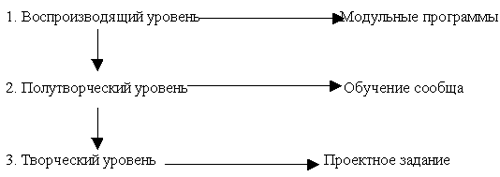 1. Воспроизводящий уровень Модульные программы
2. Полутворческий уровень Обучение сообща
3. Творческий уровень Проектное задание